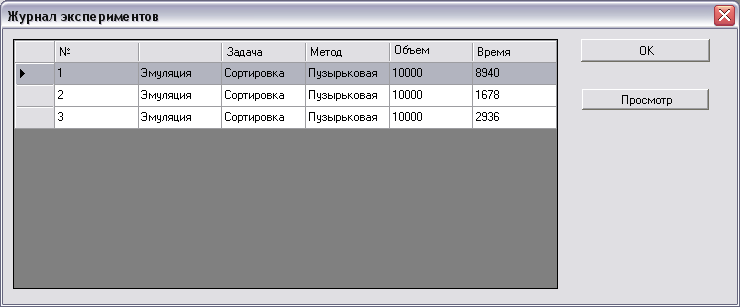 Журнал экспериментов
№ Задача Метод Объем Время
1 Эмуляция Сортировка Пузырьковая 10000 8940
2 Эмуляция Сортировка Пузырьковая 10000 1678
3 Эмуляция Сортировка Пузырьковая 10000 2936
OK
Просмотр